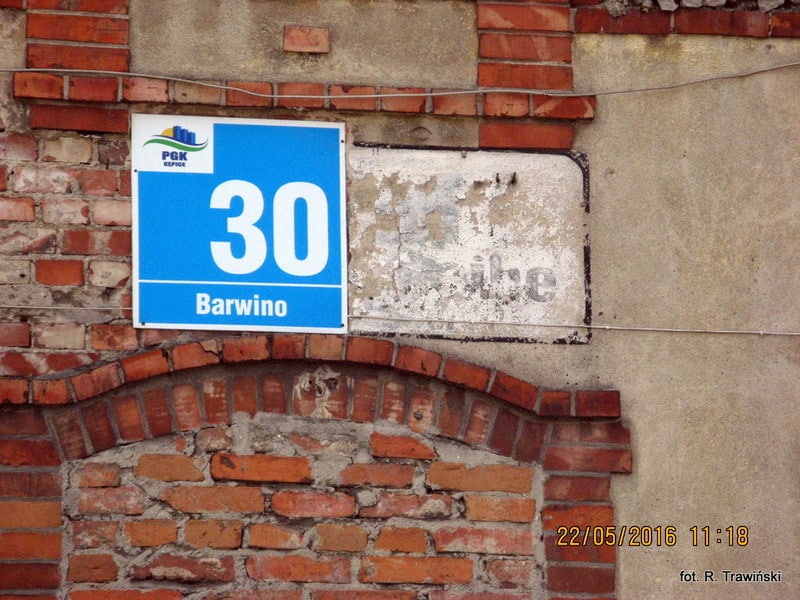 PGK
KĘPICE
30
Barwino
22/05/2016 11:18
fot. R. Trawiński